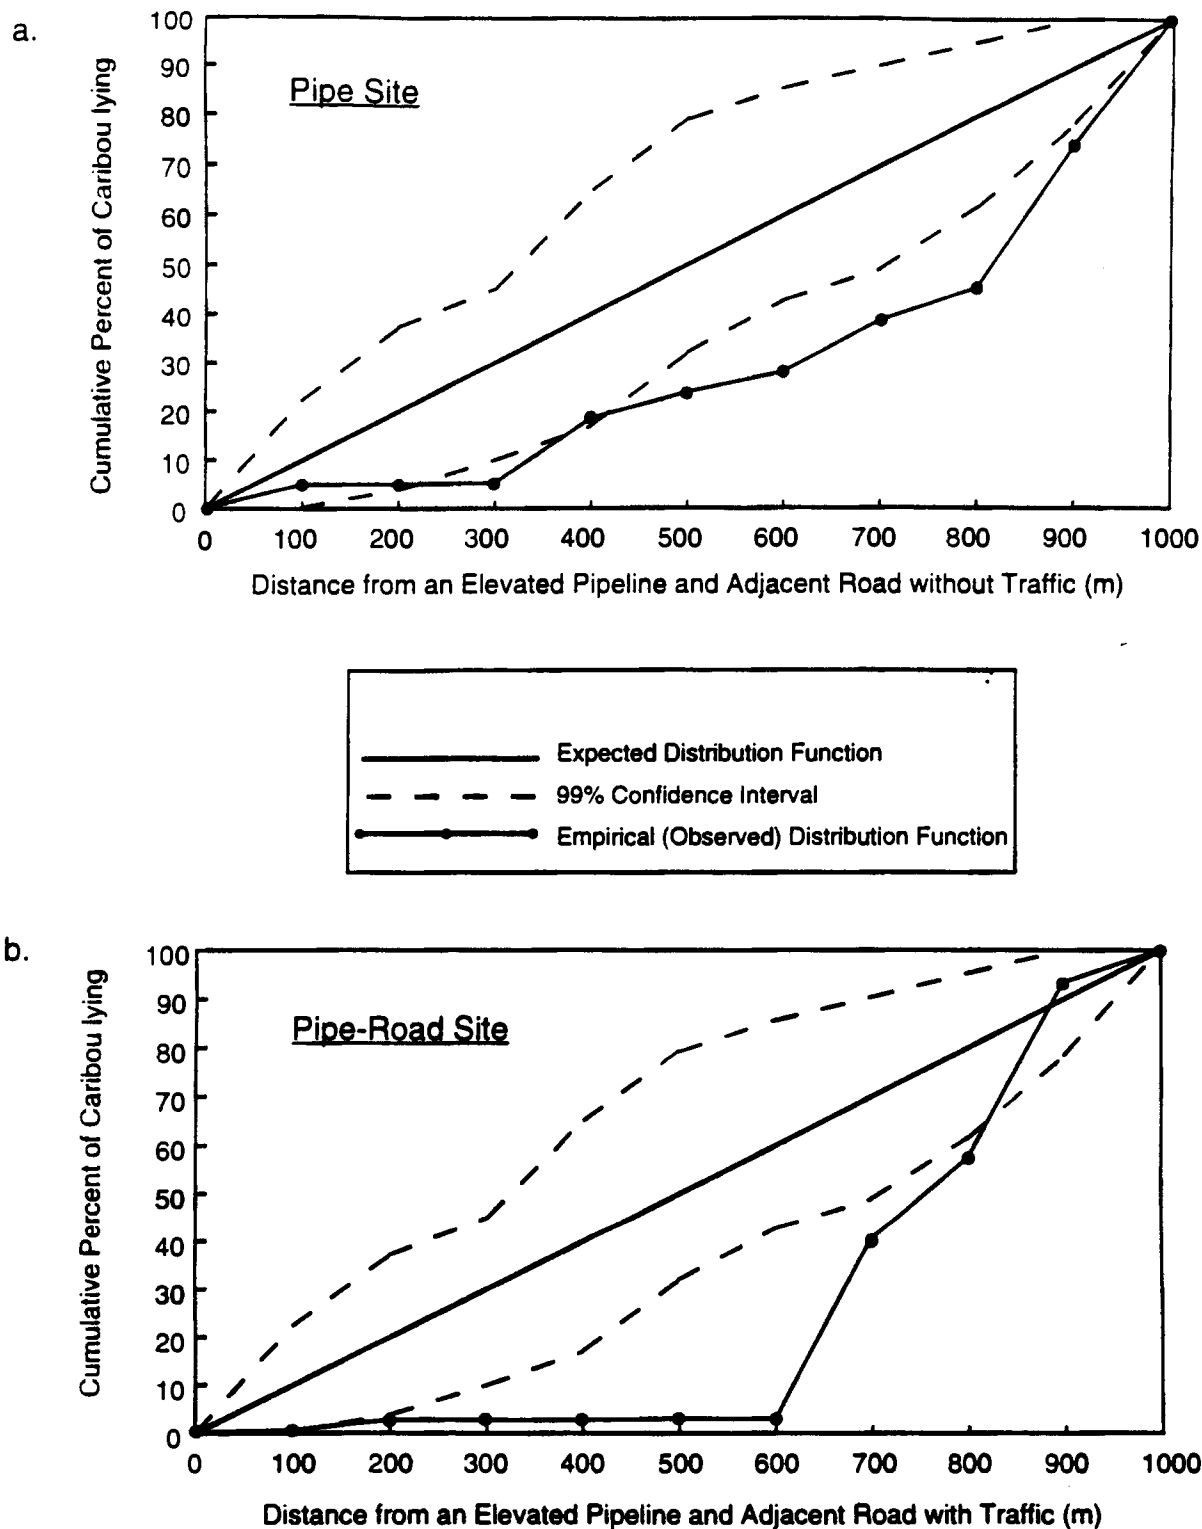 a.
Pipe Site
Cumulative Percent of Caribou lying
100
90
80
70
60
50
40
30
20
10
0
0 100 200 300 400 500 600 700 800 900 1000
Distance from an Elevated Pipeline and Adjacent Road without Traffic (m)
Expected Distribution Function
99% Confidence Interval
Empirical (Observed) Distribution Function
b.
Pipe-Road Site
Cumulative Percent of Caribou lying
100
90
80
70
60
50
40
30
20
10
0
0 100 200 300 400 500 600 700 800 900 1000
Distance from an Elevated Pipeline and Adjacent Road with Traffic (m)